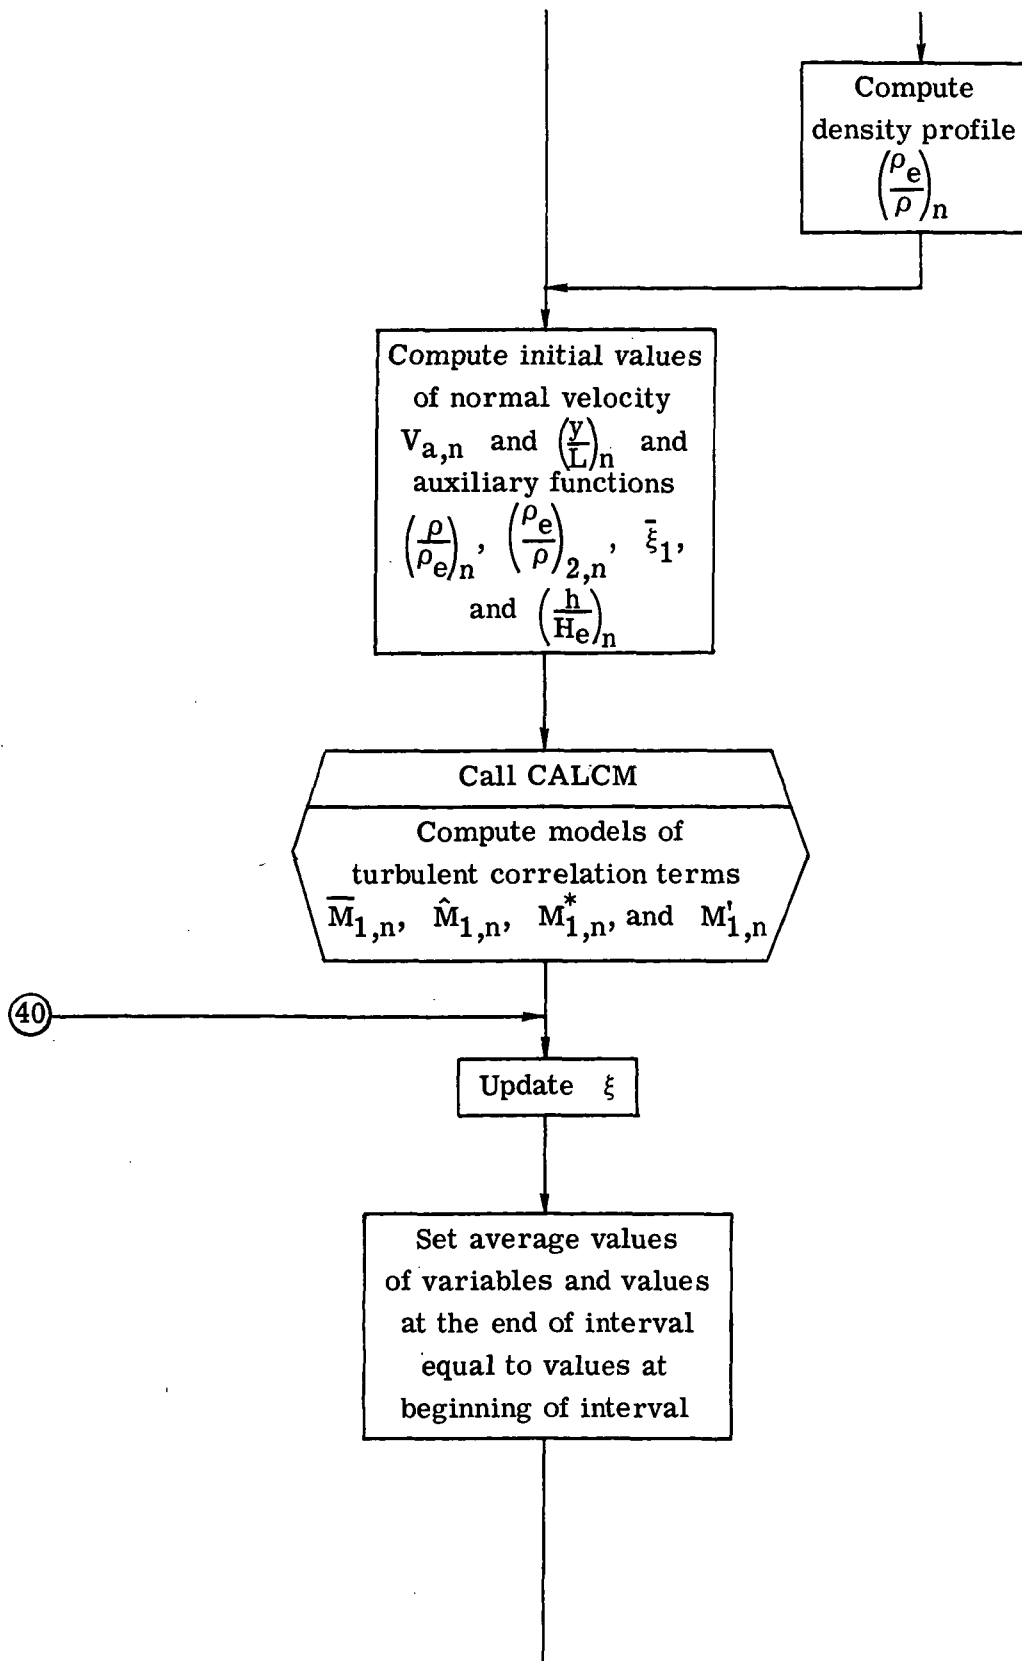 Compute
density profile
(ρe/ρ)n
Compute initial values
of normal velocity
Va,n and (y/L)n and
auxiliary functions
(ρ/ρe)n, (ρe/ρ)2,n, ξ̄1,
and (h/He)n
Call CALCM
Compute models of
turbulent correlation terms
M̅1,n, M̂1,n, M*1,n, and M'1,n
40
Update ξ
Set average values
of variables and values
at the end of interval
equal to values at
beginning of interval